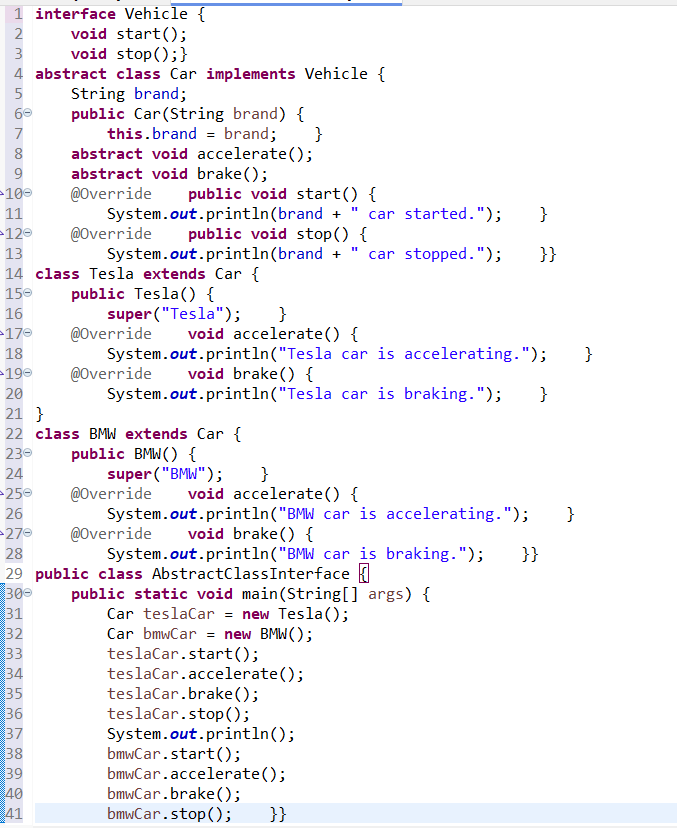 1 interface Vehicle {
2     void start();
3     void stop();}
4 abstract class Car implements Vehicle {
5     String brand;
6     public Car(String brand) {
7         this.brand = brand;    }
8     abstract void accelerate();
9     abstract void brake();
10     @Override    public void start() {
11         System.out.println(brand + " car started.");    }
12     @Override    public void stop() {
13         System.out.println(brand + " car stopped.");    }}
14 class Tesla extends Car {
15     public Tesla() {
16         super("Tesla");    }
17     @Override    void accelerate() {
18         System.out.println("Tesla car is accelerating.");    }
19     @Override    void brake() {
20         System.out.println("Tesla car is braking.");    }
21 }
22 class BMW extends Car {
23     public BMW() {
24         super("BMW");    }
25     @Override    void accelerate() {
26         System.out.println("BMW car is accelerating.");    }
27     @Override    void brake() {
28         System.out.println("BMW car is braking.");    }}
29 public class AbstractClassInterface {
30     public static void main(String[] args) {
31         Car teslaCar = new Tesla();
32         Car bmwCar = new BMW();
33         teslaCar.start();
34         teslaCar.accelerate();
35         teslaCar.brake();
36         teslaCar.stop();
37         System.out.println();
38         bmwCar.start();
39         bmwCar.accelerate();
40         bmwCar.brake();
41         bmwCar.stop();    }}